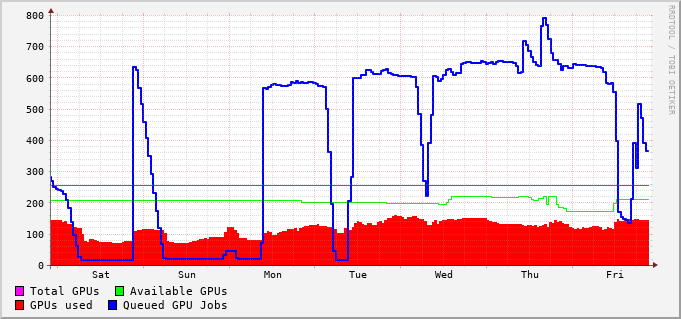 800
700
600
500
400
300
200
100
0
Sat Sun Mon Tue Wed Thu Fri
Total GPUs Available GPUs
GPUs used Queued GPU Jobs
RRDTOOL / TOBI OETIKER